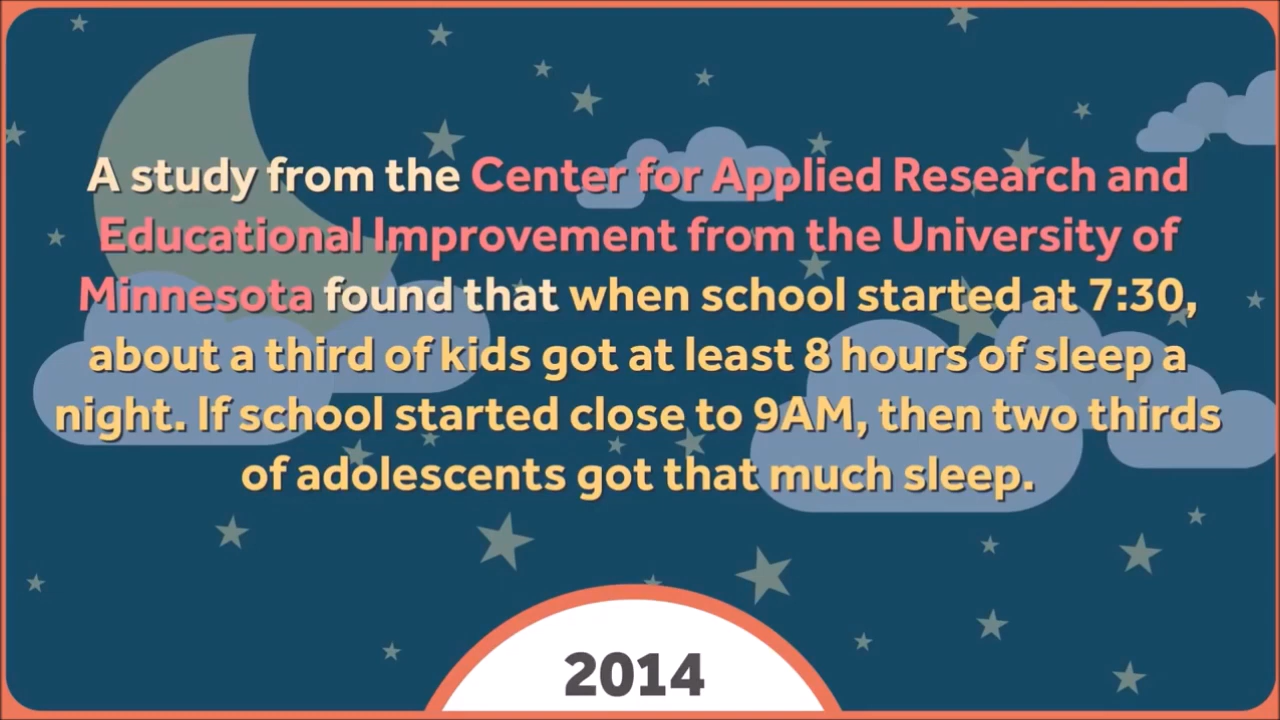 A study from the Center for Applied Research and
Educational Improvement from the University of
Minnesota found that when school started at 7:30,
about a third of kids got at least 8 hours of sleep a
night. If school started close to 9AM, then two thirds
of adolescents got that much sleep.
2014